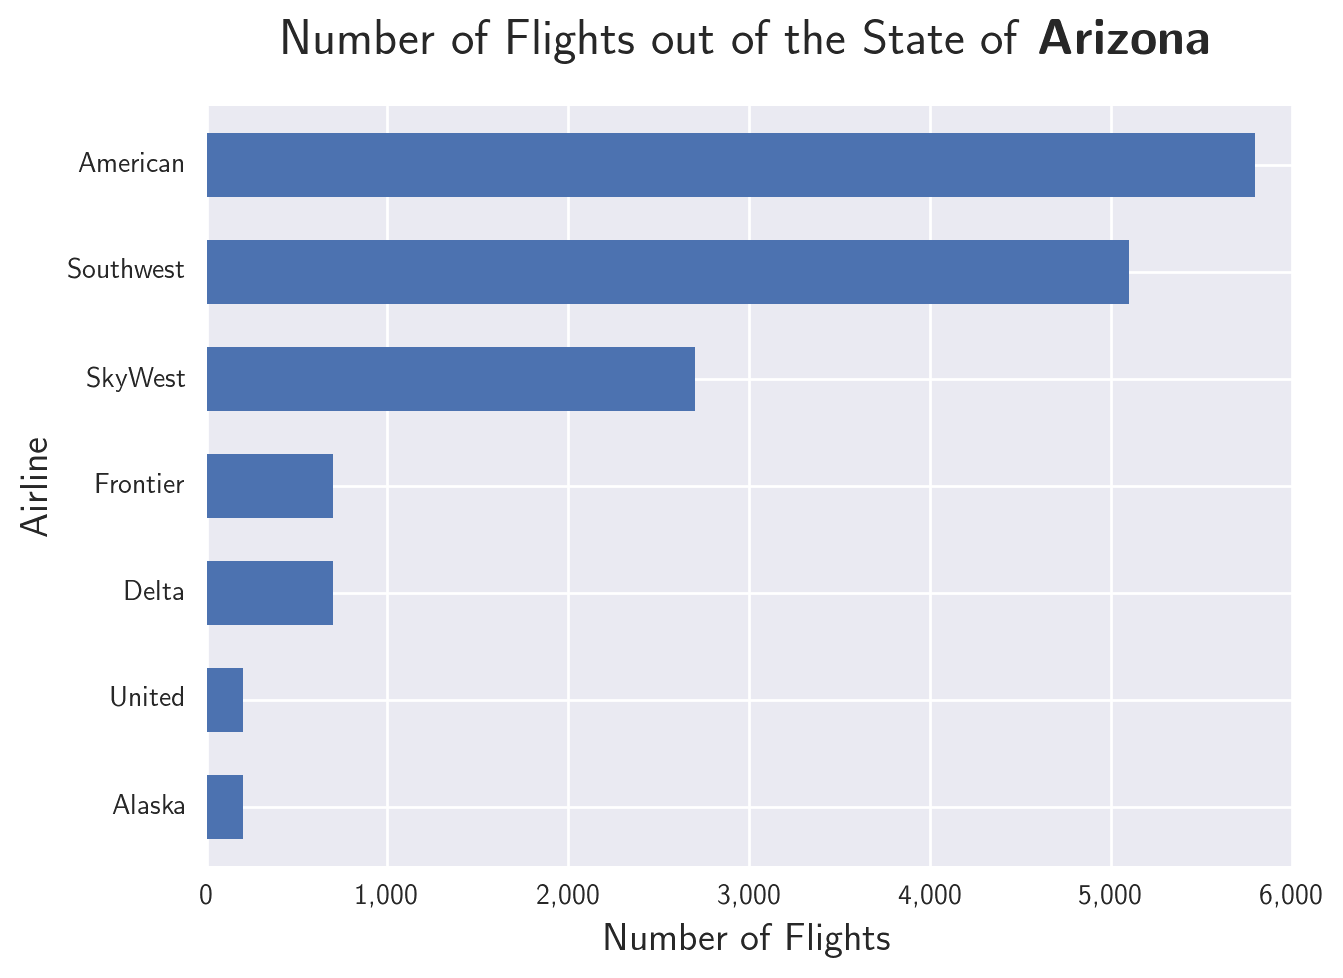 Number of Flights out of the State of Arizona
American
Southwest
SkyWest
Frontier
Delta
United
Alaska
Airline
0 1,000 2,000 3,000 4,000 5,000 6,000
Number of Flights